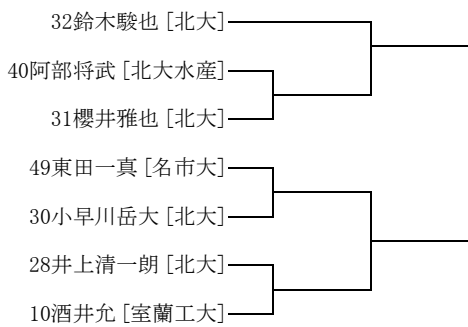 32鈴木駿也 [北大]
40阿部将武 [北大水産]
31櫻井雅也 [北大]
49東田一真 [名市大]
30小早川岳大 [北大]
28井上清一朗 [北大]
10酒井允 [室蘭工大]